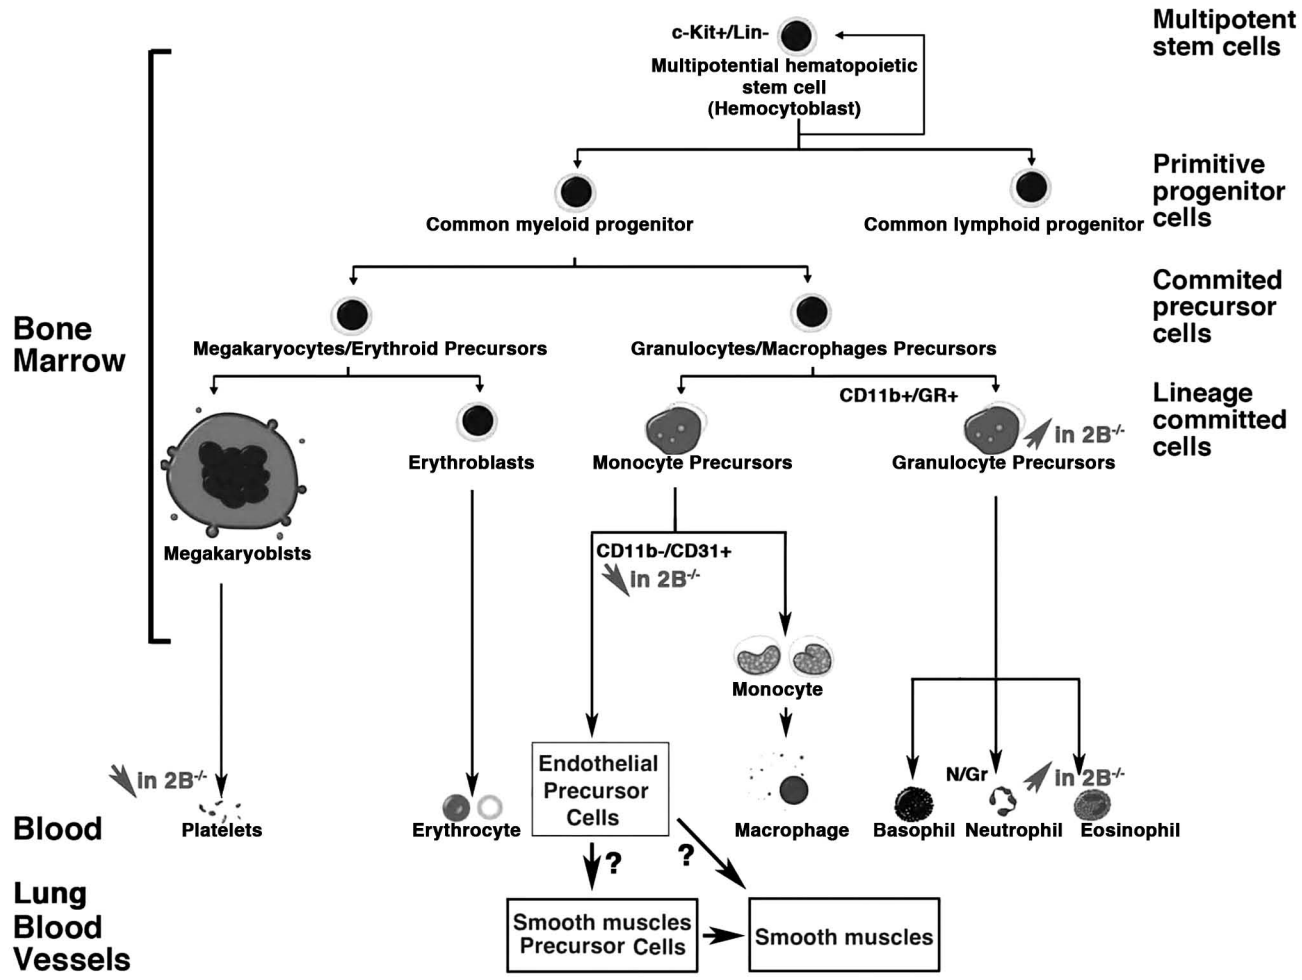 Multipotent
stem cells
c-Kit+/Lin-
Multipotential hematopoietic
stem cell
(Hemocytoblast)
Primitive
progenitor
cells
Common myeloid progenitor
Common lymphoid progenitor
Commited
precursor
cells
Bone
Marrow
Megakaryocytes/Erythroid Precursors
Granulocytes/Macrophages Precursors
CD11b+/GR+
Lineage
committed
cells
in 2B-/-
Erythroblasts
Monocyte Precursors
Granulocyte Precursors
Megakaryoblsts
CD11b-/CD31+
in 2B-/-
Monocyte
Endothelial
Precursor
Cells
in 2B-/-
N/Gr
in 2B-/-
Blood
Platelets
Erythrocyte
Macrophage
Basophil
Neutrophil
Eosinophil
?
?
Lung
Blood
Vessels
Smooth muscles
Precursor Cells
Smooth muscles